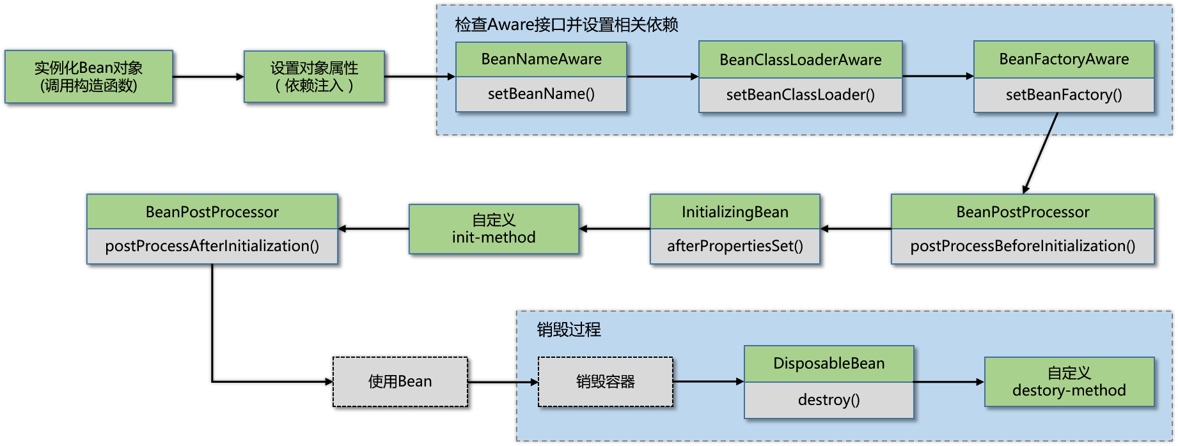 检查Aware接口并设置相关依赖
实例化Bean对象
(调用构造函数)
设置对象属性
（依赖注入）
BeanNameAware
setBeanName()
BeanClassLoaderAware
setBeanClassLoader()
BeanFactoryAware
setBeanFactory()
BeanPostProcessor
postProcessBeforeInitialization()
InitializingBean
afterPropertiesSet()
自定义
init-method
BeanPostProcessor
postProcessAfterInitialization()
使用Bean
销毁过程
销毁容器
DisposableBean
destroy()
自定义
destory-method